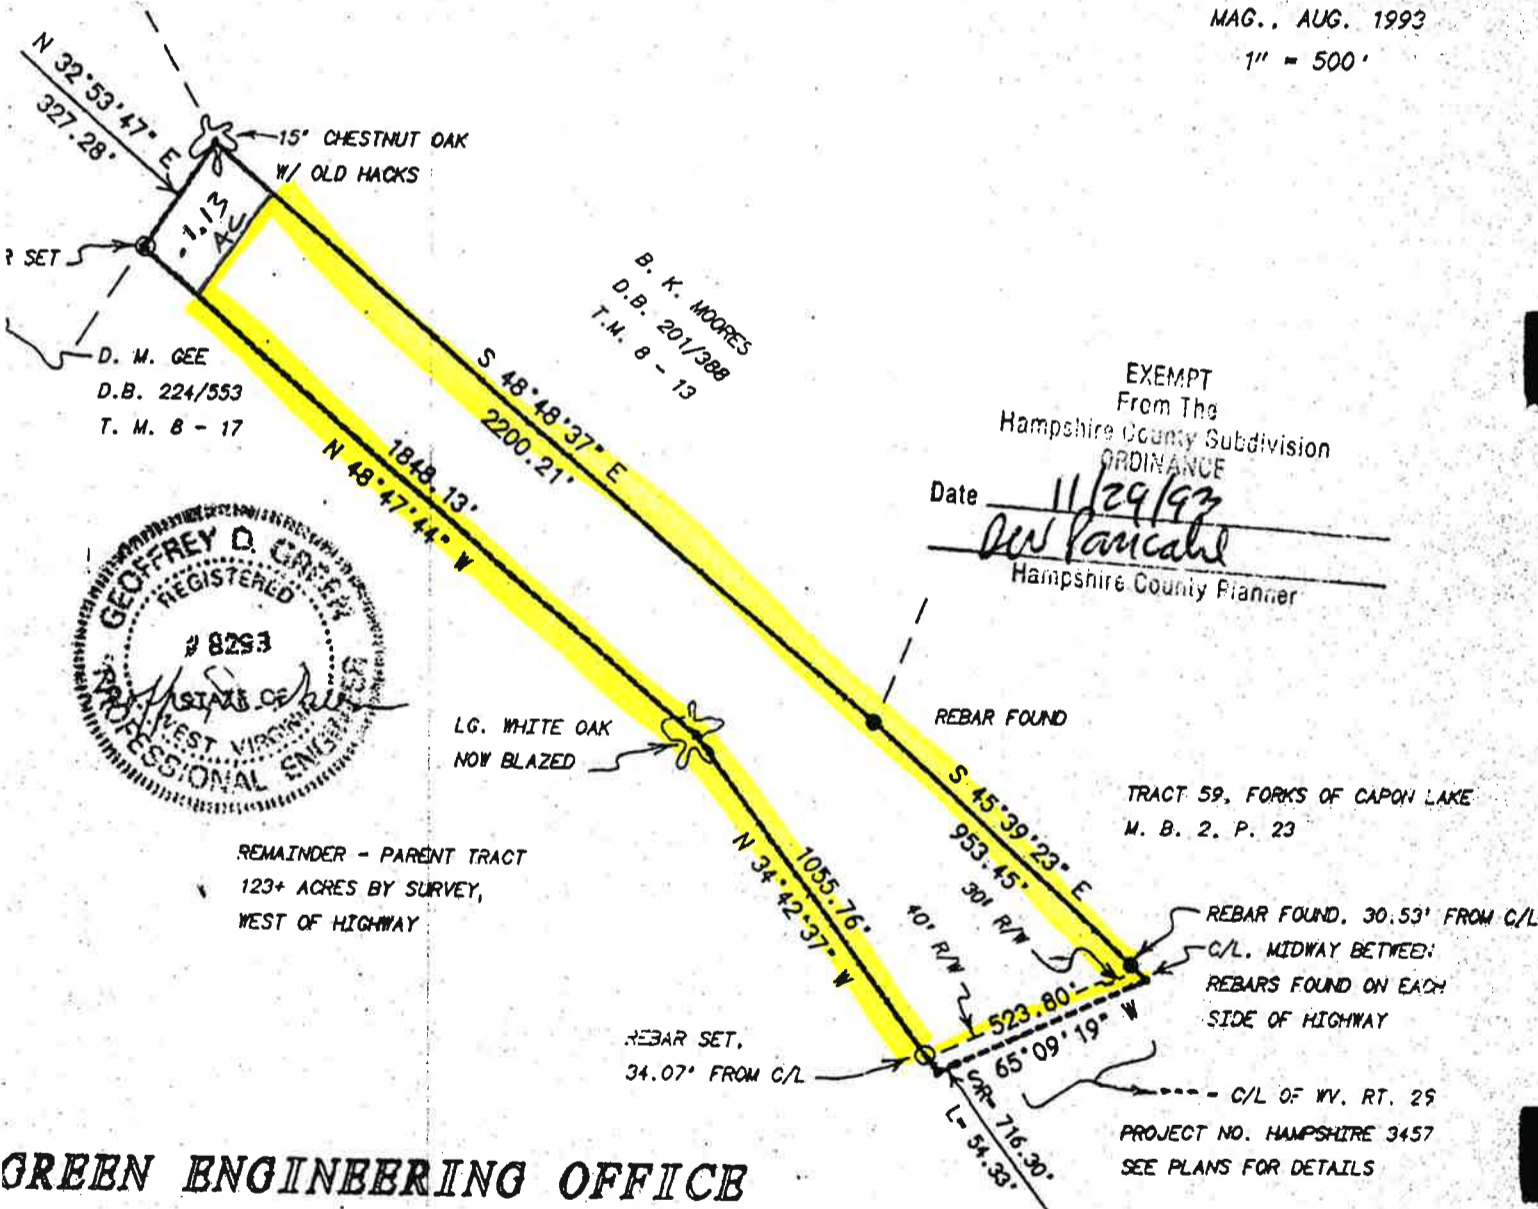 MAG., AUG. 1993
1" = 500'
N 32°53'47" E
327.28'
15" CHESTNUT OAK
W/ OLD HACKS
1.13
AC
R SET
D. M. GEE
D.B. 224/553
T. M. 8 - 17
B. K. MOORES
D.B. 201/388
T.M. 8 - 13
S 48°48'37" E
2200.21'
1848.13'
N 48°47'44" W
EXEMPT
From The
Hampshire County Subdivision
ORDINANCE
Date 11/29/93
Hampshire County Planner
GEOFFREY D. GREEN
REGISTERED
# 8293
STATE OF
WEST VIRGINIA
PROFESSIONAL ENGINEER
LG. WHITE OAK
NOW BLAZED
REBAR FOUND
S 45°39'23" E
953.45'
TRACT 59, FORKS OF CAPON LAKE
M. B. 2, P. 23
REMAINDER - PARENT TRACT
123+ ACRES BY SURVEY,
WEST OF HIGHWAY
1055.76'
N 34°42'37" W
40' R/W
30' R/W
REBAR FOUND, 30.53' FROM C/L
C/L, MIDWAY BETWEEN
REBARS FOUND ON EACH
SIDE OF HIGHWAY
523.80'
65°09'19" W
REBAR SET,
34.07' FROM C/L
716.30'
L= 54.33'
C/L OF WV. RT. 29
PROJECT NO. HAMPSHIRE 3457
SEE PLANS FOR DETAILS
GREEN ENGINEERING OFFICE